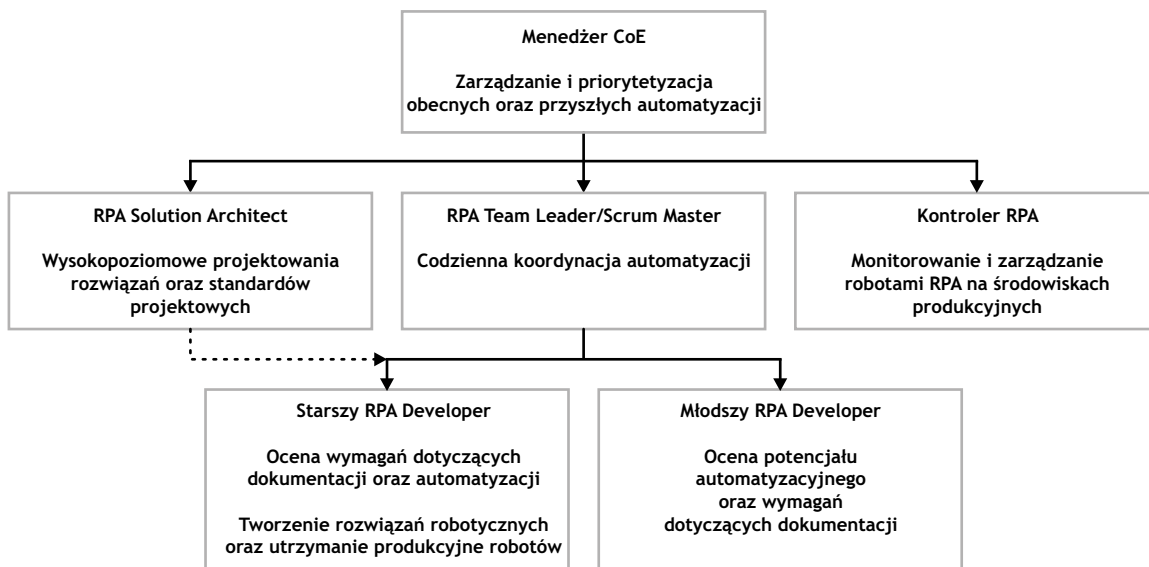 Menedżer CoE
Zarządzanie i priorytetyzacja
obecnych oraz przyszłych automatyzacji
RPA Solution Architect
Wysokopoziomowe projektowania
rozwiązań oraz standardów
projektowych
RPA Team Leader/Scrum Master
Codzienna koordynacja automatyzacji
Kontroler RPA
Monitorowanie i zarządzanie
robotami RPA na środowiskach
produkcyjnych
Starszy RPA Developer
Ocena wymagań dotyczących
dokumentacji oraz automatyzacji
Tworzenie rozwiązań robotycznych
oraz utrzymanie produkcyjne robotów
Młodszy RPA Developer
Ocena potencjału
automatyzacyjnego
oraz wymagań
dotyczących dokumentacji